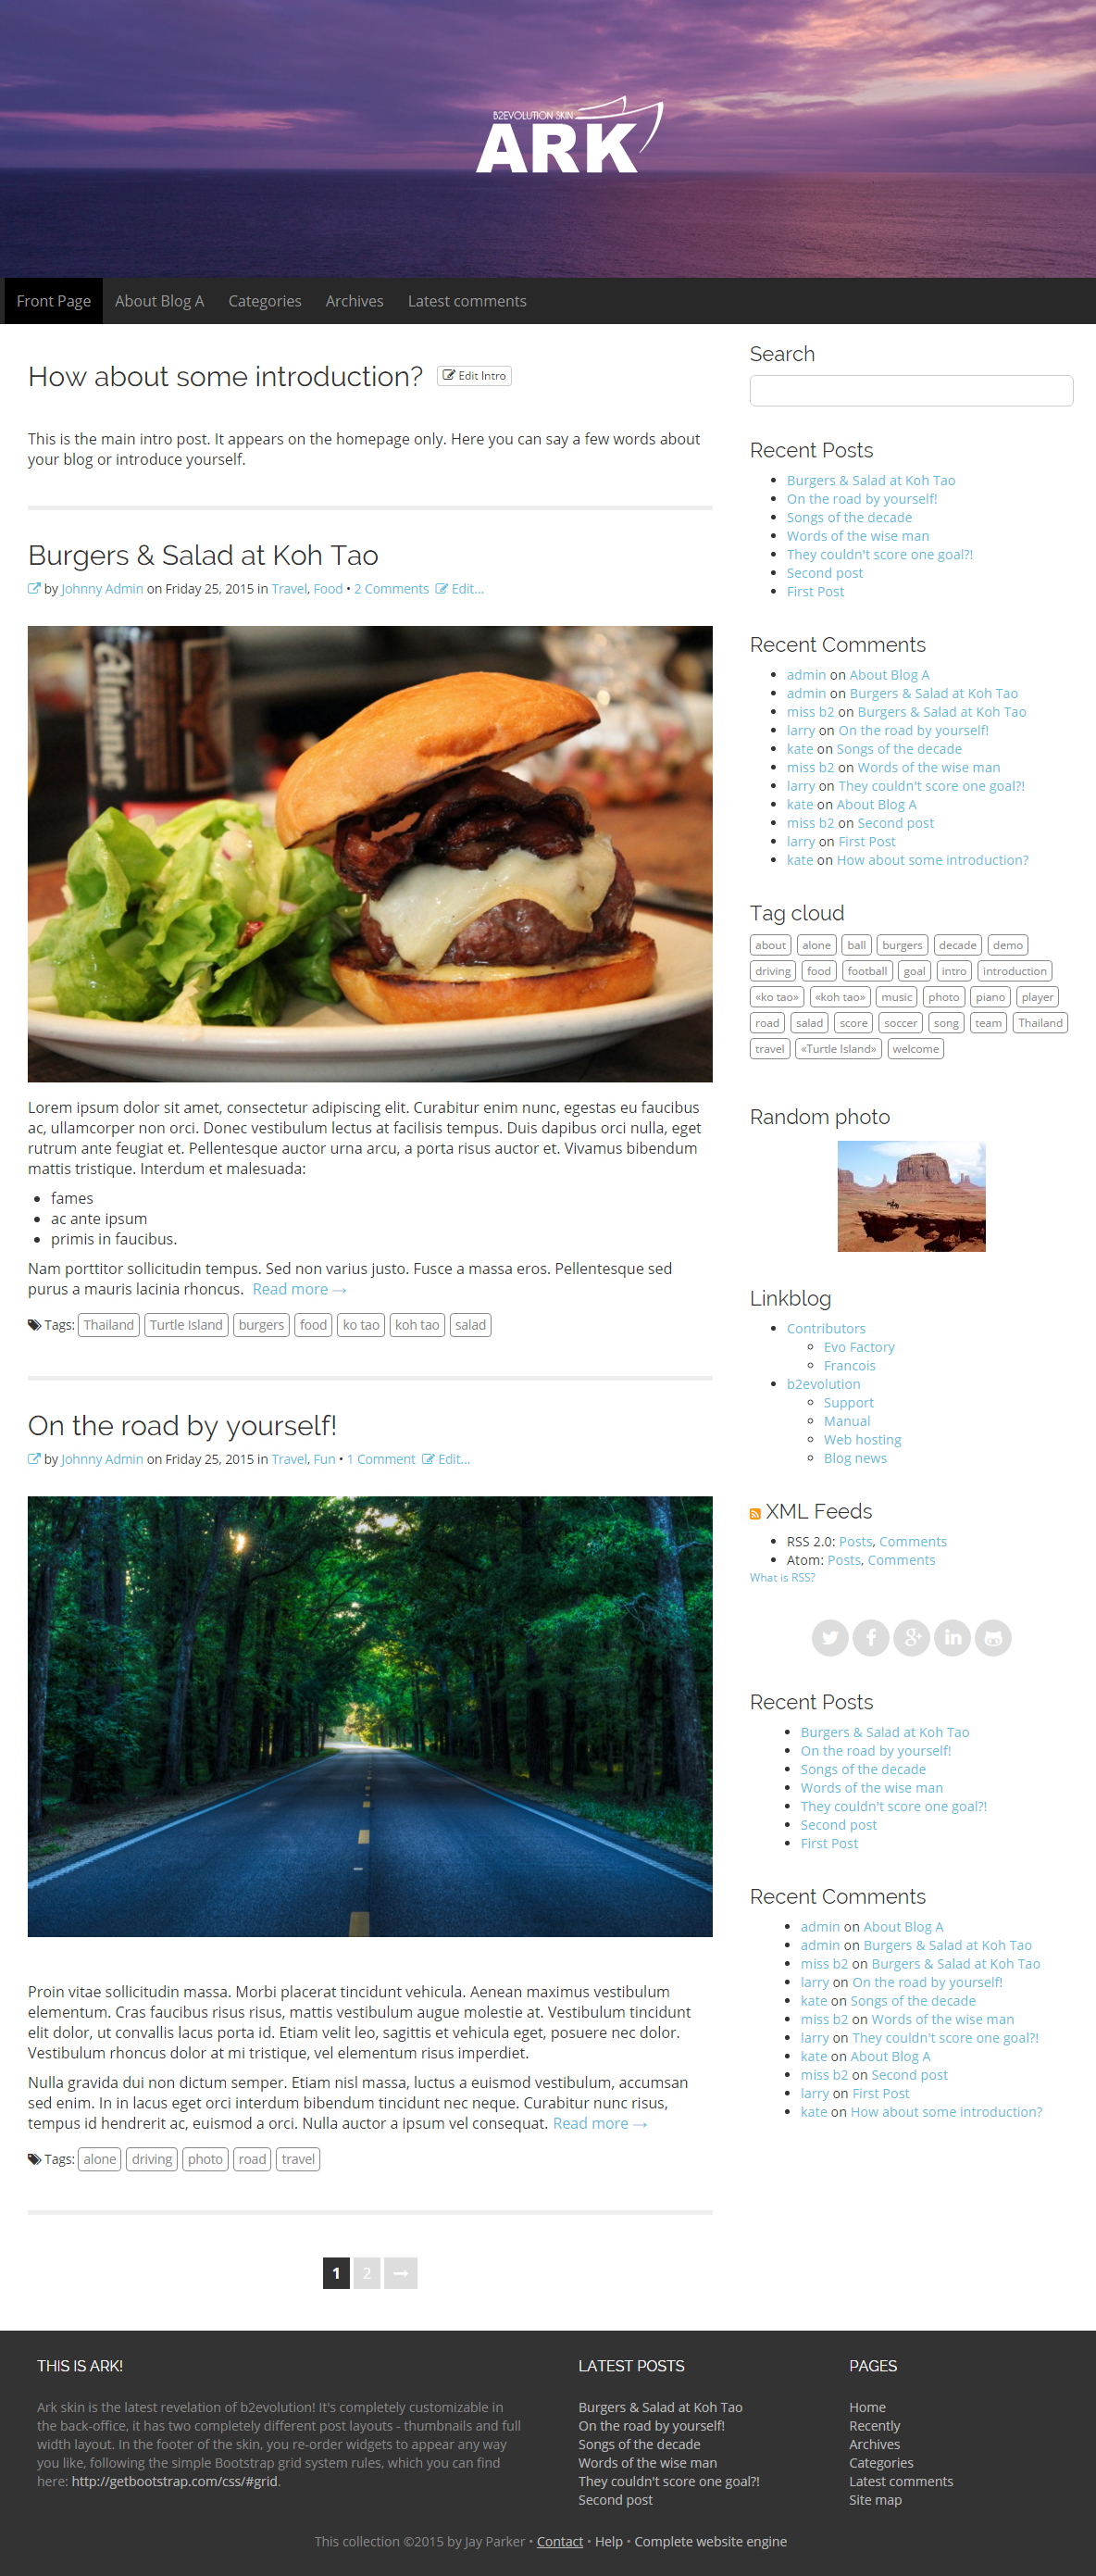 B2EVOLUTION SKIN
ARK
Front Page
About Blog A
Categories
Archives
Latest comments
How about some introduction?
Edit Intro
This is the main intro post. It appears on the homepage only. Here you can say a few words about
your blog or introduce yourself.
Burgers & Salad at Koh Tao
by Johnny Admin on Friday 25, 2015 in Travel, Food • 2 Comments Edit...
Lorem ipsum dolor sit amet, consectetur adipiscing elit. Curabitur enim nunc, egestas eu faucibus
ac, ullamcorper non orci. Donec vestibulum lectus at facilisis tempus. Duis dapibus orci nulla, eget
rutrum ante feugiat et. Pellentesque auctor urna arcu, a porta risus auctor et. Vivamus bibendum
mattis tristique. Interdum et malesuada:
• fames
• ac ante ipsum
• primis in faucibus.
Nam porttitor sollicitudin tempus. Sed non varius justo. Fusce a massa eros. Pellentesque sed
purus a mauris lacinia rhoncus. Read more →
Tags: Thailand Turtle Island burgers food ko tao koh tao salad
On the road by yourself!
by Johnny Admin on Friday 25, 2015 in Travel, Fun • 1 Comment Edit...
Proin vitae sollicitudin massa. Morbi placerat tincidunt vehicula. Aenean maximus vestibulum
elementum. Cras faucibus risus risus, mattis vestibulum augue molestie at. Vestibulum tincidunt
elit dolor, ut convallis lacus porta id. Etiam velit leo, sagittis et vehicula eget, posuere nec dolor.
Vestibulum rhoncus dolor at mi tristique, vel elementum risus imperdiet.
Nulla gravida dui non dictum semper. Etiam nisl massa, luctus a euismod vestibulum, accumsan
sed enim. In in lacus eget orci interdum bibendum tincidunt nec neque. Curabitur nunc risus,
tempus id hendrerit ac, euismod a orci. Nulla auctor a ipsum vel consequat. Read more →
Tags: alone driving photo road travel
1 2 →
Search
Recent Posts
• Burgers & Salad at Koh Tao
• On the road by yourself!
• Songs of the decade
• Words of the wise man
• They couldn't score one goal?!
• Second post
• First Post
Recent Comments
• admin on About Blog A
• admin on Burgers & Salad at Koh Tao
• miss b2 on Burgers & Salad at Koh Tao
• larry on On the road by yourself!
• kate on Songs of the decade
• miss b2 on Words of the wise man
• larry on They couldn't score one goal?!
• kate on About Blog A
• miss b2 on Second post
• larry on First Post
• kate on How about some introduction?
Tag cloud
about alone ball burgers decade demo
driving food football goal intro introduction
«ko tao» «koh tao» music photo piano player
road salad score soccer song team Thailand
travel «Turtle Island» welcome
Random photo
Linkblog
• Contributors
◦ Evo Factory
◦ Francois
• b2evolution
◦ Support
◦ Manual
◦ Web hosting
◦ Blog news
XML Feeds
• RSS 2.0: Posts, Comments
• Atom: Posts, Comments
What is RSS?
Recent Posts
• Burgers & Salad at Koh Tao
• On the road by yourself!
• Songs of the decade
• Words of the wise man
• They couldn't score one goal?!
• Second post
• First Post
Recent Comments
• admin on About Blog A
• admin on Burgers & Salad at Koh Tao
• miss b2 on Burgers & Salad at Koh Tao
• larry on On the road by yourself!
• kate on Songs of the decade
• miss b2 on Words of the wise man
• larry on They couldn't score one goal?!
• kate on About Blog A
• miss b2 on Second post
• larry on First Post
• kate on How about some introduction?
THIS IS ARK!
Ark skin is the latest revelation of b2evolution! It's completely customizable in
the back-office, it has two completely different post layouts - thumbnails and full
width layout. In the footer of the skin, you re-order widgets to appear any way
you like, following the simple Bootstrap grid system rules, which you can find
here: http://getbootstrap.com/css/#grid.
LATEST POSTS
Burgers & Salad at Koh Tao
On the road by yourself!
Songs of the decade
Words of the wise man
They couldn't score one goal?!
Second post
PAGES
Home
Recently
Archives
Categories
Latest comments
Site map
This collection ©2015 by Jay Parker • Contact • Help • Complete website engine